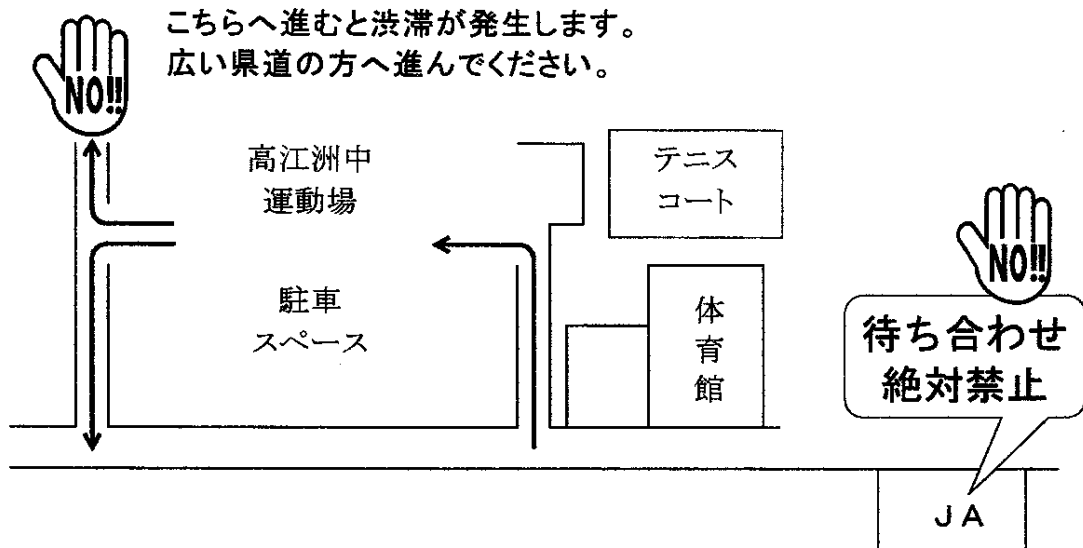 こちらへ進むと渋滞が発生します。
広い県道の方へ進んでください。
NO!!
高江洲中
運動場
テニス
コート
NO!!
駐車
スペース
体育館
待ち合わせ
絶対禁止
JA